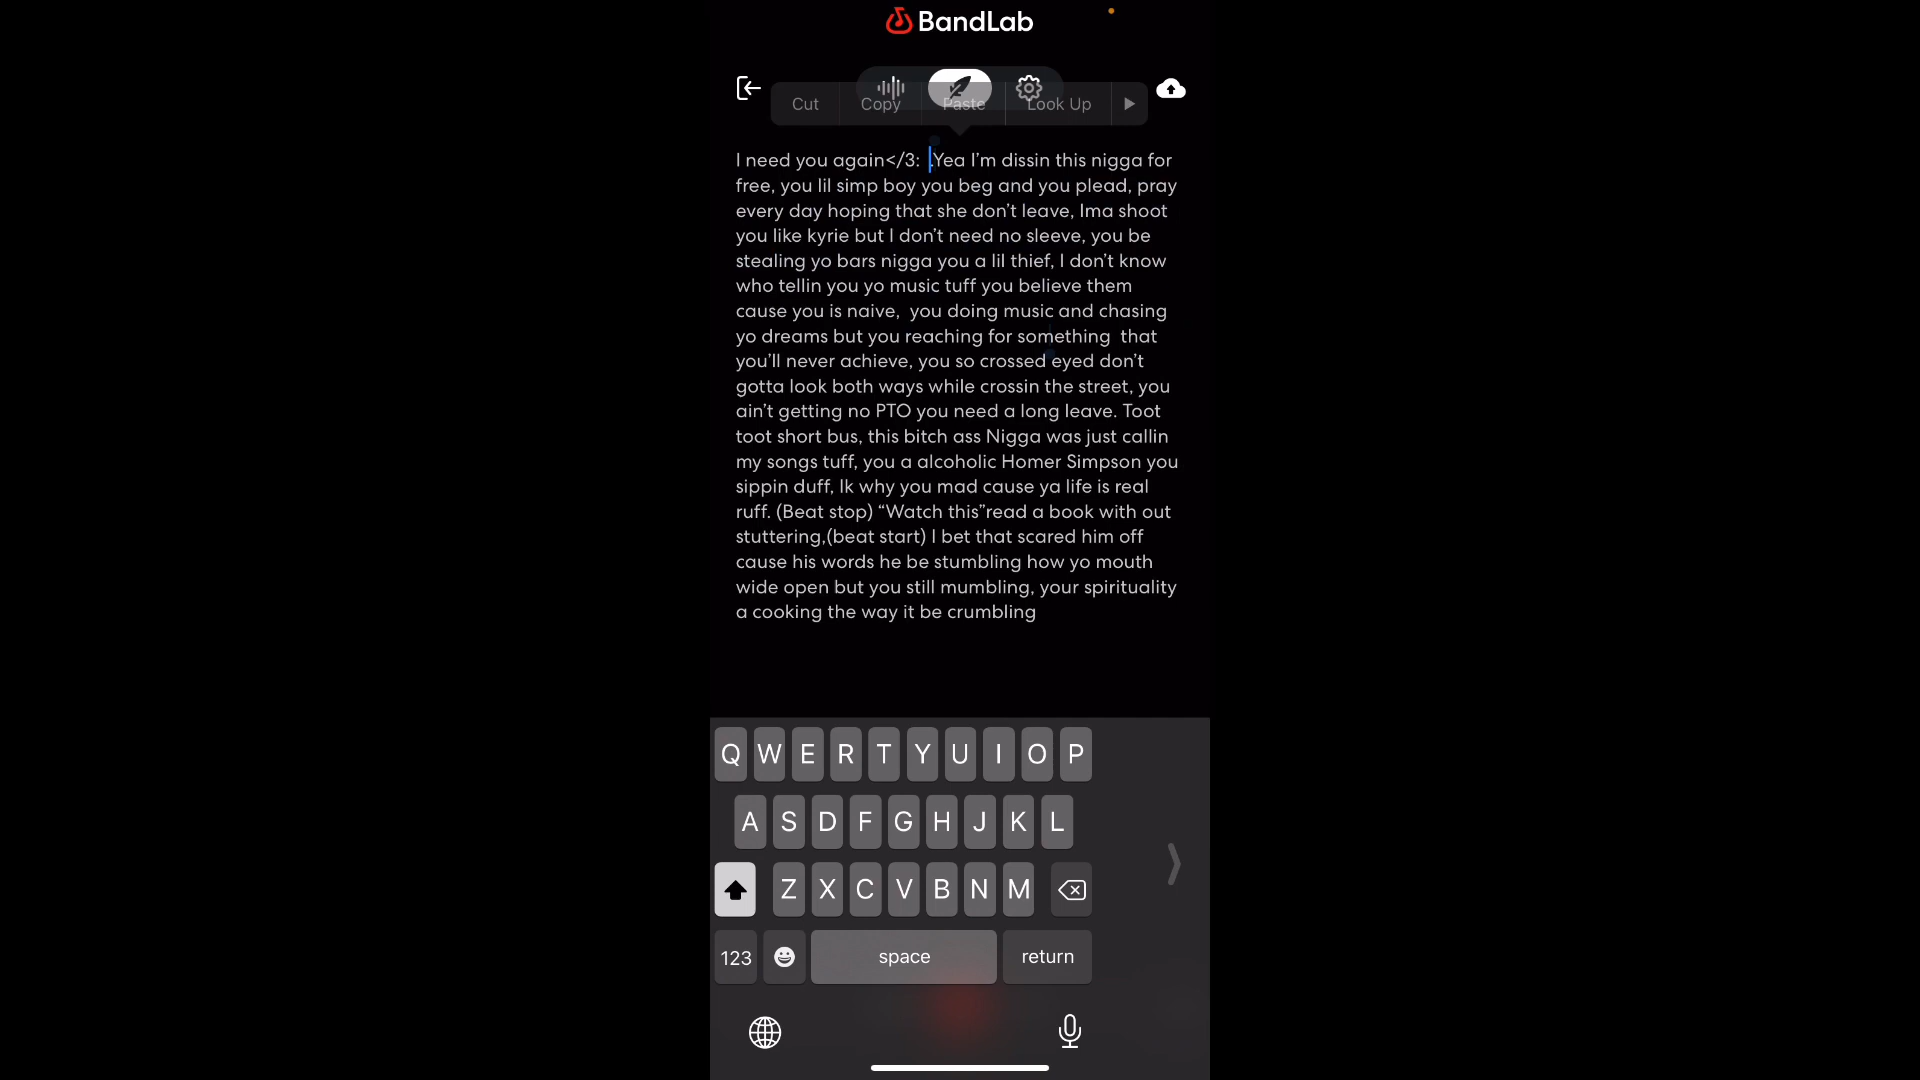 BandLab
Cut Copy Paste Look Up
I need you again</3: .Yea I'm dissin this nigga for
free, you lil simp boy you beg and you plead, pray
every day hoping that she don't leave, Ima shoot
you like kyrie but I don't need no sleeve, you be
stealing yo bars nigga you a lil thief, I don't know
who tellin you yo music tuff you believe them
cause you is naive,  you doing music and chasing
yo dreams but you reaching for something  that
you'll never achieve, you so crossed eyed don't
gotta look both ways while crossin the street, you
ain't getting no PTO you need a long leave. Toot
toot short bus, this bitch ass Nigga was just callin
my songs tuff, you a alcoholic Homer Simpson you
sippin duff, Ik why you mad cause ya life is real
ruff. (Beat stop) “Watch this”read a book with out
stuttering,(beat start) I bet that scared him off
cause his words he be stumbling how yo mouth
wide open but you still mumbling, your spirituality
a cooking the way it be crumbling
Q W E R T Y U I O P
A S D F G H J K L
Z X C V B N M
123 space return